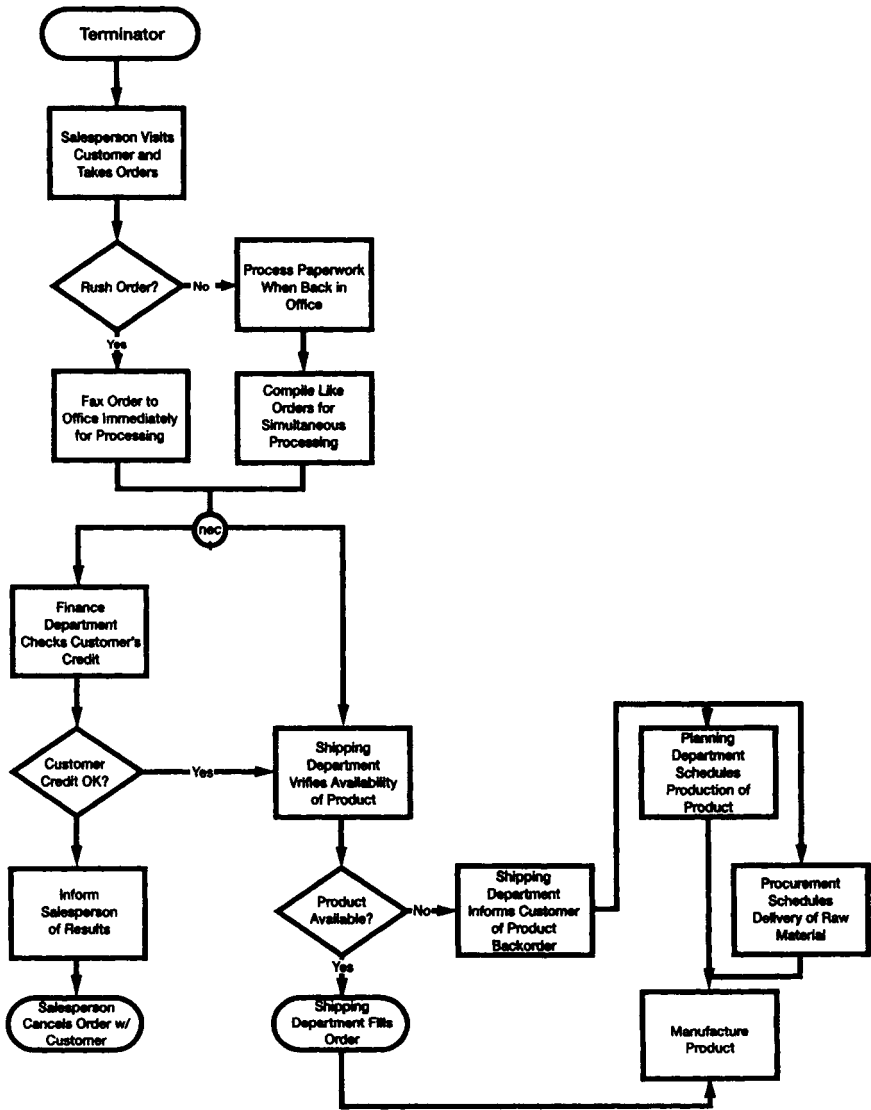 Terminator
Salesperson Visits
Customer and
Takes Orders
Rush Order?
No
Process Paperwork
When Back in
Office
Yes
Fax Order to
Office Immediately
for Processing
Compile Like
Orders for
Simultaneous
Processing
nec
Finance
Department
Checks Customer's
Credit
Customer
Credit OK?
Yes
Shipping
Department
Vrifies Availability
of Product
Planning
Department
Schedules
Production of
Product
Inform
Salesperson
of Results
Product
Available?
No
Shipping
Department
Informs Customer
of Product
Backorder
Procurement
Schedules
Delivery of Raw
Material
Yes
Salesperson
Cancels Order w/
Customer
Shipping
Department Fills
Order
Manufacture
Product